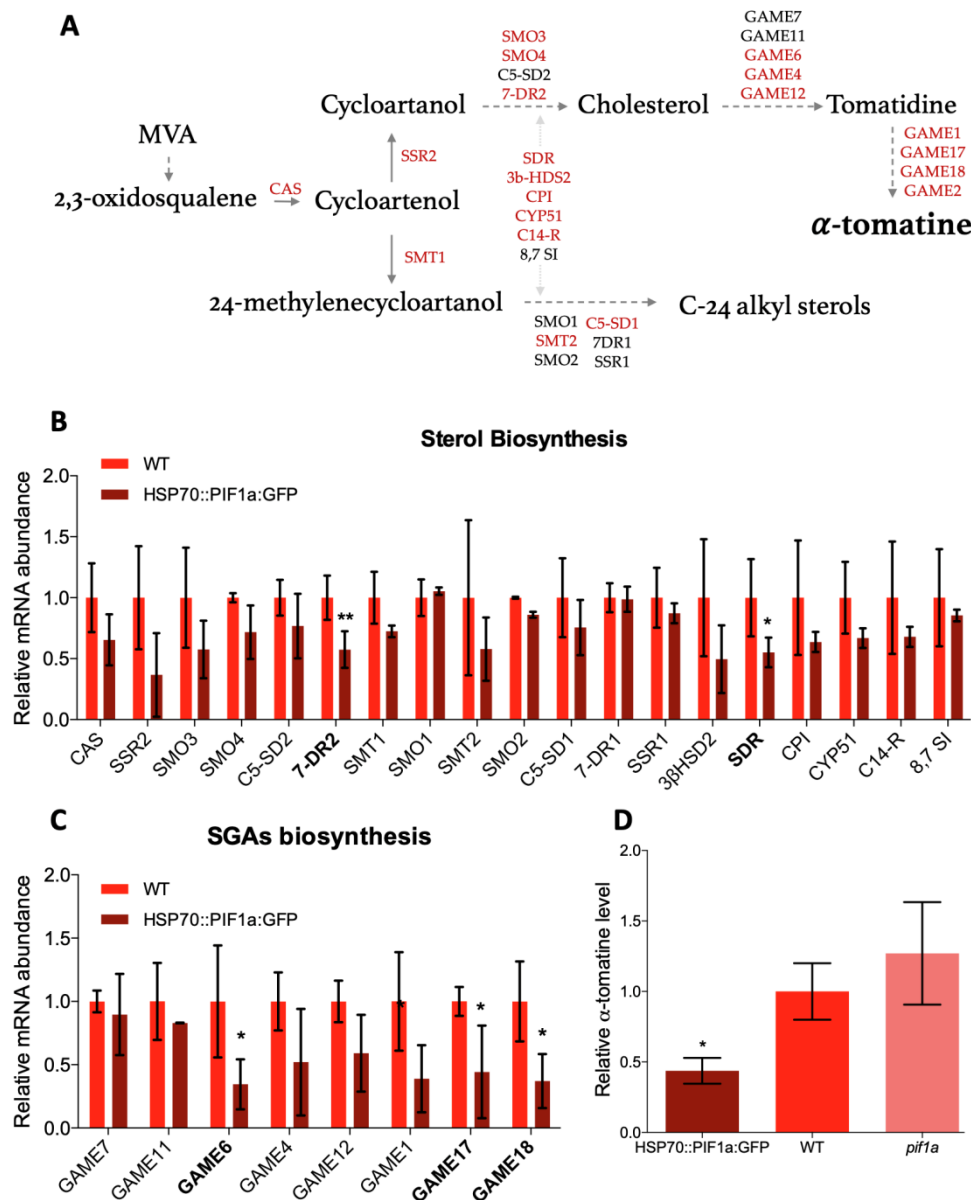 A
GAME7
GAME11
GAME6
GAME4
GAME12
SMO3
SMO4
C5-SD2
7-DR2
Cycloartanol
Cholesterol
Tomatidine
MVA
SSR2
SDR
3b-HDS2
CPI
CYP51
C14-R
8,7 SI
GAME1
GAME17
GAME18
GAME2
2,3-oxidosqualene
CAS
Cycloartenol
α-tomatine
SMT1
24-methylenecycloartanol
C-24 alkyl sterols
SMO1 C5-SD1
SMT2 7DR1
SMO2 SSR1
B
Sterol Biosynthesis
WT
HSP70::PIF1a:GFP
Relative mRNA abundance
2.0
1.5
1.0
0.5
0.0
**
*
CAS
SSR2
SMO3
SMO4
C5-SD2
7-DR2
SMT1
SMO1
SMT2
SMO2
C5-SD1
7-DR1
SSR1
3βHSD2
SDR
CPI
CYP51
C14-R
8,7 SI
C
SGAs biosynthesis
WT
HSP70::PIF1a:GFP
Relative mRNA abundance
2.0
1.5
1.0
0.5
0.0
*
*
*
*
GAME7
GAME11
GAME6
GAME4
GAME12
GAME1
GAME17
GAME18
D
Relative α-tomatine level
2.0
1.5
1.0
0.5
0.0
*
HSP70::PIF1a:GFP
WT
pif1a